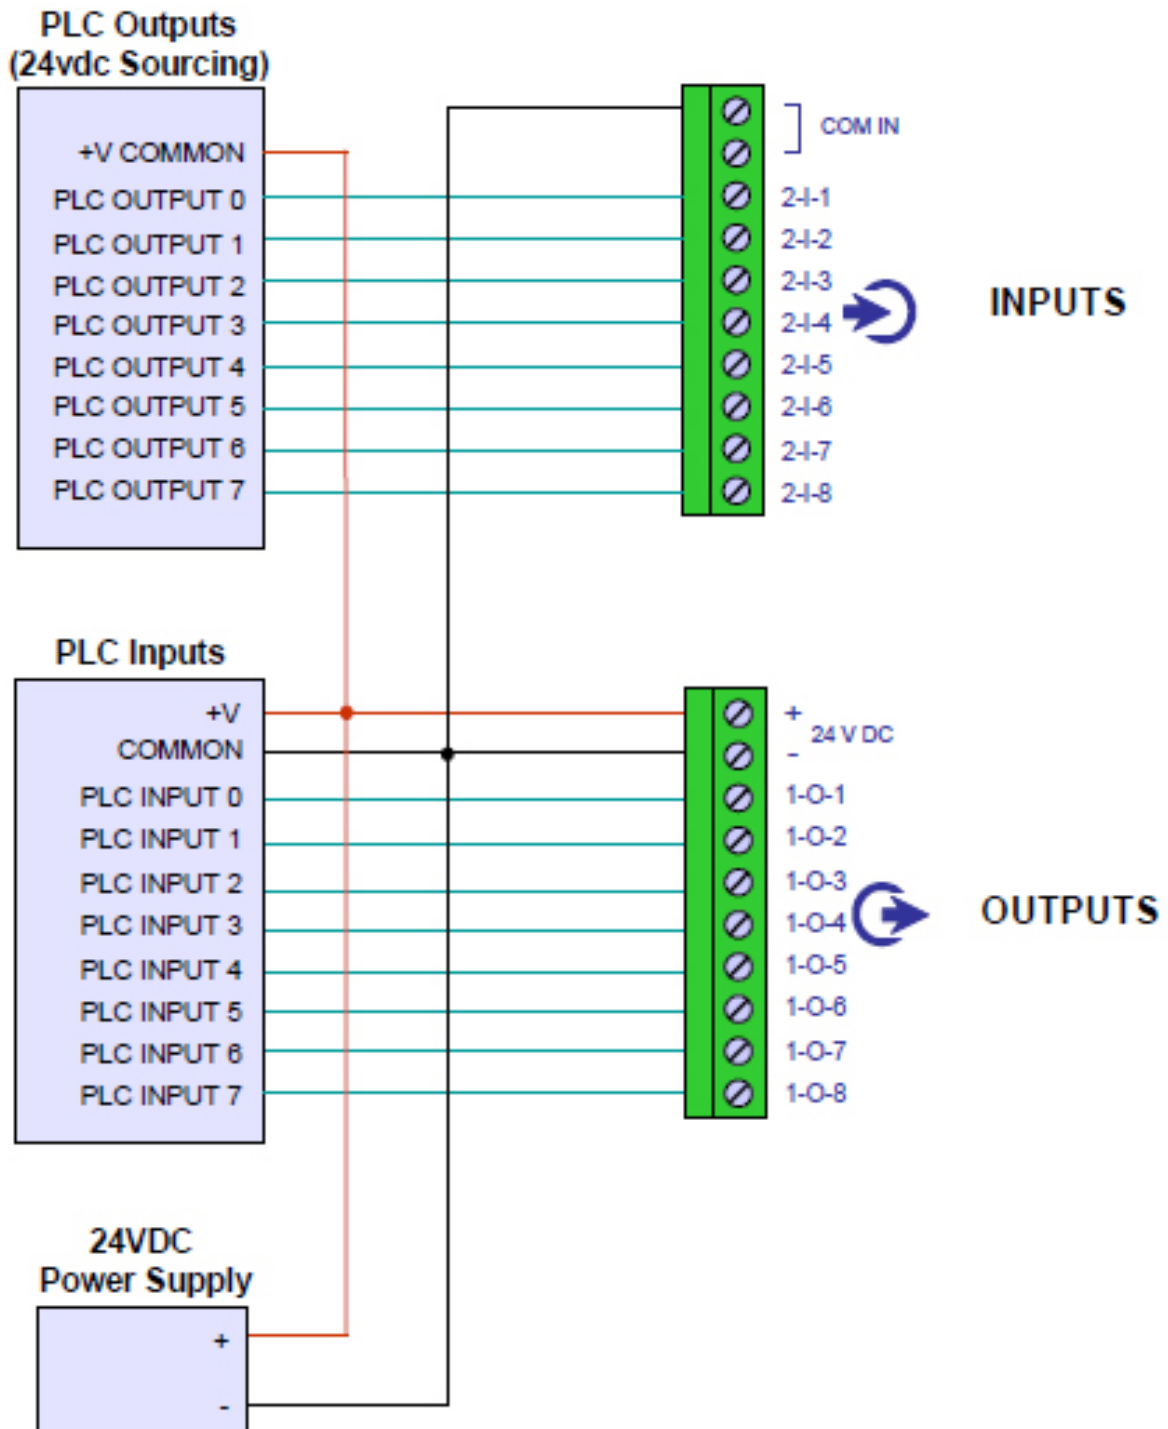 PLC Outputs
(24vdc Sourcing)
+V COMMON
PLC OUTPUT 0
PLC OUTPUT 1
PLC OUTPUT 2
PLC OUTPUT 3
PLC OUTPUT 4
PLC OUTPUT 5
PLC OUTPUT 6
PLC OUTPUT 7
COM IN
2-I-1
2-I-2
2-I-3
2-I-4
2-I-5
2-I-6
2-I-7
2-I-8
INPUTS
PLC Inputs
+V
COMMON
PLC INPUT 0
PLC INPUT 1
PLC INPUT 2
PLC INPUT 3
PLC INPUT 4
PLC INPUT 5
PLC INPUT 6
PLC INPUT 7
+
24 V DC
-
1-O-1
1-O-2
1-O-3
1-O-4
1-O-5
1-O-6
1-O-7
1-O-8
OUTPUTS
24VDC
Power Supply
+
-